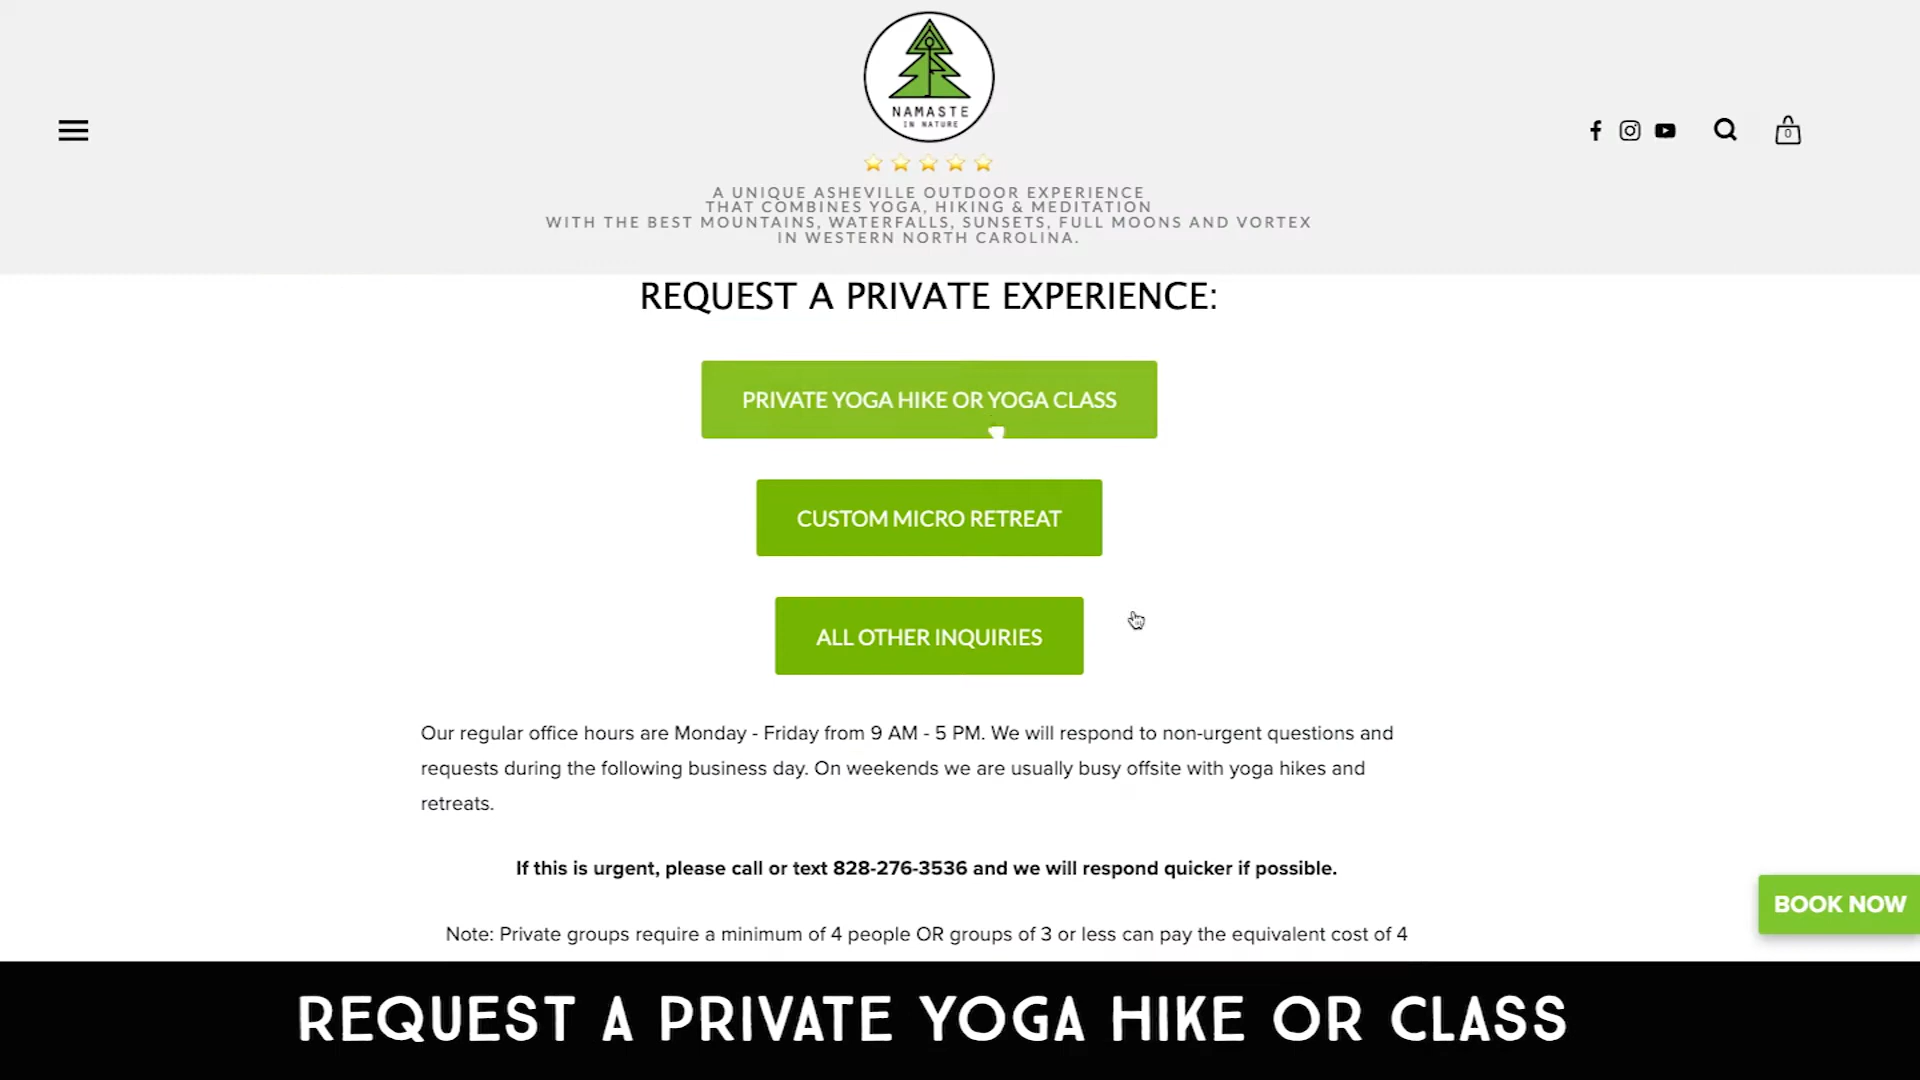 NAMASTE
IN NATURE
A UNIQUE ASHEVILLE OUTDOOR EXPERIENCE
THAT COMBINES YOGA, HIKING & MEDITATION
WITH THE BEST MOUNTAINS, WATERFALLS, SUNSETS, FULL MOONS AND VORTEX
IN WESTERN NORTH CAROLINA.
0
REQUEST A PRIVATE EXPERIENCE:
PRIVATE YOGA HIKE OR YOGA CLASS
CUSTOM MICRO RETREAT
ALL OTHER INQUIRIES
Our regular office hours are Monday - Friday from 9 AM - 5 PM. We will respond to non-urgent questions and
requests during the following business day. On weekends we are usually busy offsite with yoga hikes and
retreats.
If this is urgent, please call or text 828-276-3536 and we will respond quicker if possible.
BOOK NOW
Note: Private groups require a minimum of 4 people OR groups of 3 or less can pay the equivalent cost of 4
REQUEST A PRIVATE YOGA HIKE OR CLASS